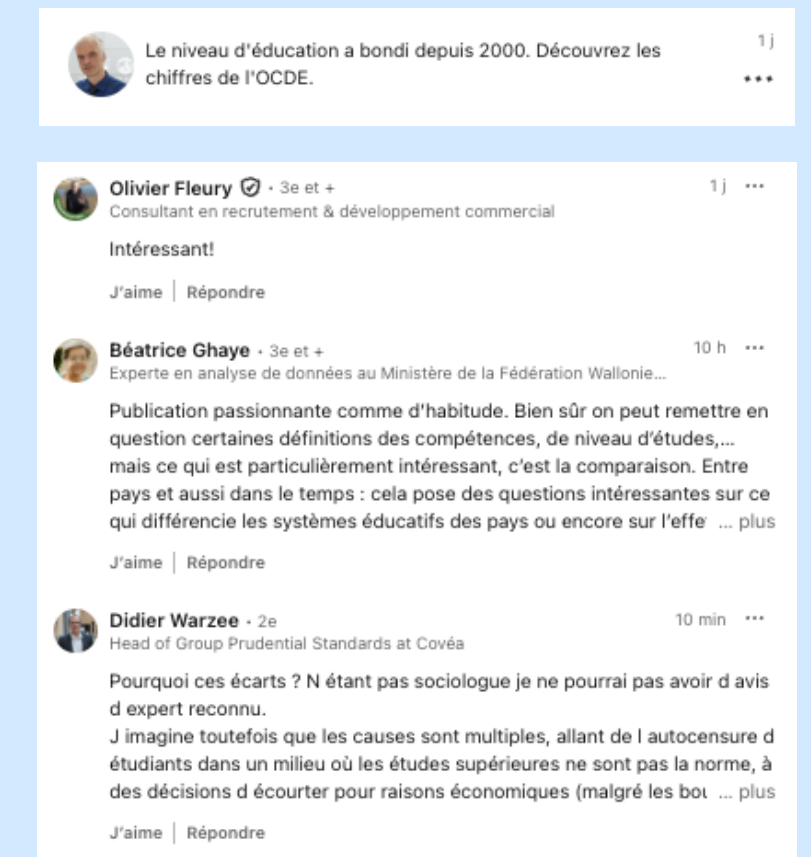 Le niveau d'éducation a bondi depuis 2000. Découvrez les
chiffres de l'OCDE.
1 j
Olivier Fleury · 3e et +
1 j
Consultant en recrutement & développement commercial
Intéressant!
J'aime | Répondre
Béatrice Ghaye · 3e et +
10 h
Experte en analyse de données au Ministère de la Fédération Wallonie...
Publication passionnante comme d'habitude. Bien sûr on peut remettre en
question certaines définitions des compétences, de niveau d'études,...
mais ce qui est particulièrement intéressant, c'est la comparaison. Entre
pays et aussi dans le temps : cela pose des questions intéressantes sur ce
qui différencie les systèmes éducatifs des pays ou encore sur l'effe ... plus
J'aime | Répondre
Didier Warzee · 2e
10 min
Head of Group Prudential Standards at Covéa
Pourquoi ces écarts ? N étant pas sociologue je ne pourrai pas avoir d avis
d expert reconnu.
J imagine toutefois que les causes sont multiples, allant de l autocensure d
étudiants dans un milieu où les études supérieures ne sont pas la norme, à
des décisions d écourter pour raisons économiques (malgré les bou ... plus
J'aime | Répondre